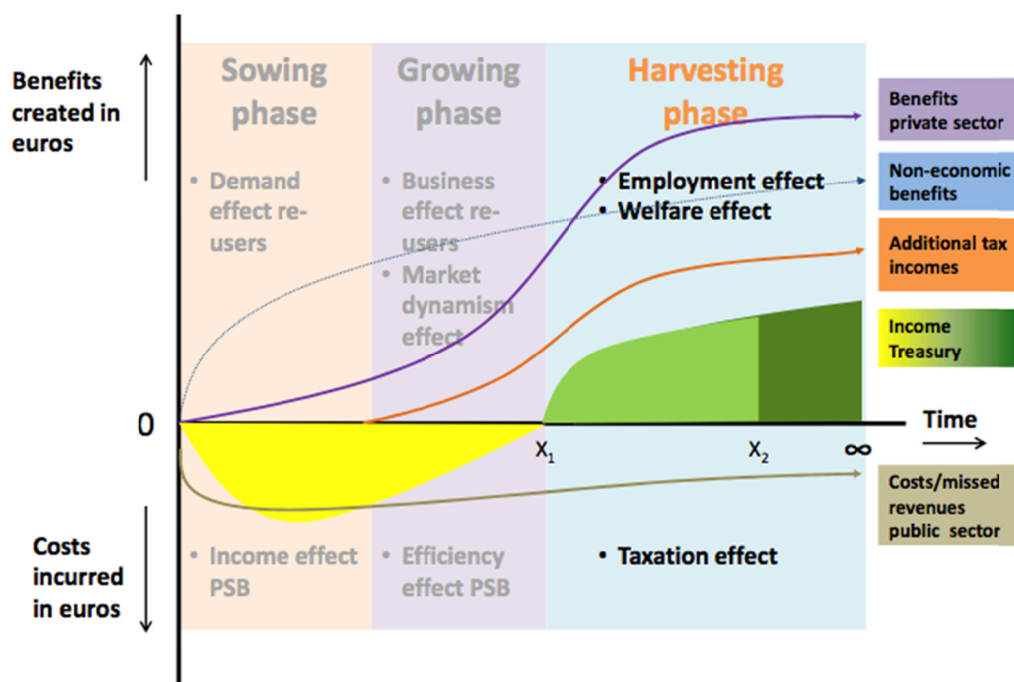 Benefits
created in
euros
Sowing
phase
Growing
phase
Harvesting
phase
• Demand
effect re-
users
• Business
effect re-
users
• Market
dynamism
effect
• Employment effect
• Welfare effect
Benefits
private sector
Non-economic
benefits
Additional tax
incomes
Income
Treasury
0
Time
X1
X2
∞
Costs/missed
revenues
public sector
Costs
incurred
in euros
• Income effect
PSB
• Efficiency
effect PSB
• Taxation effect